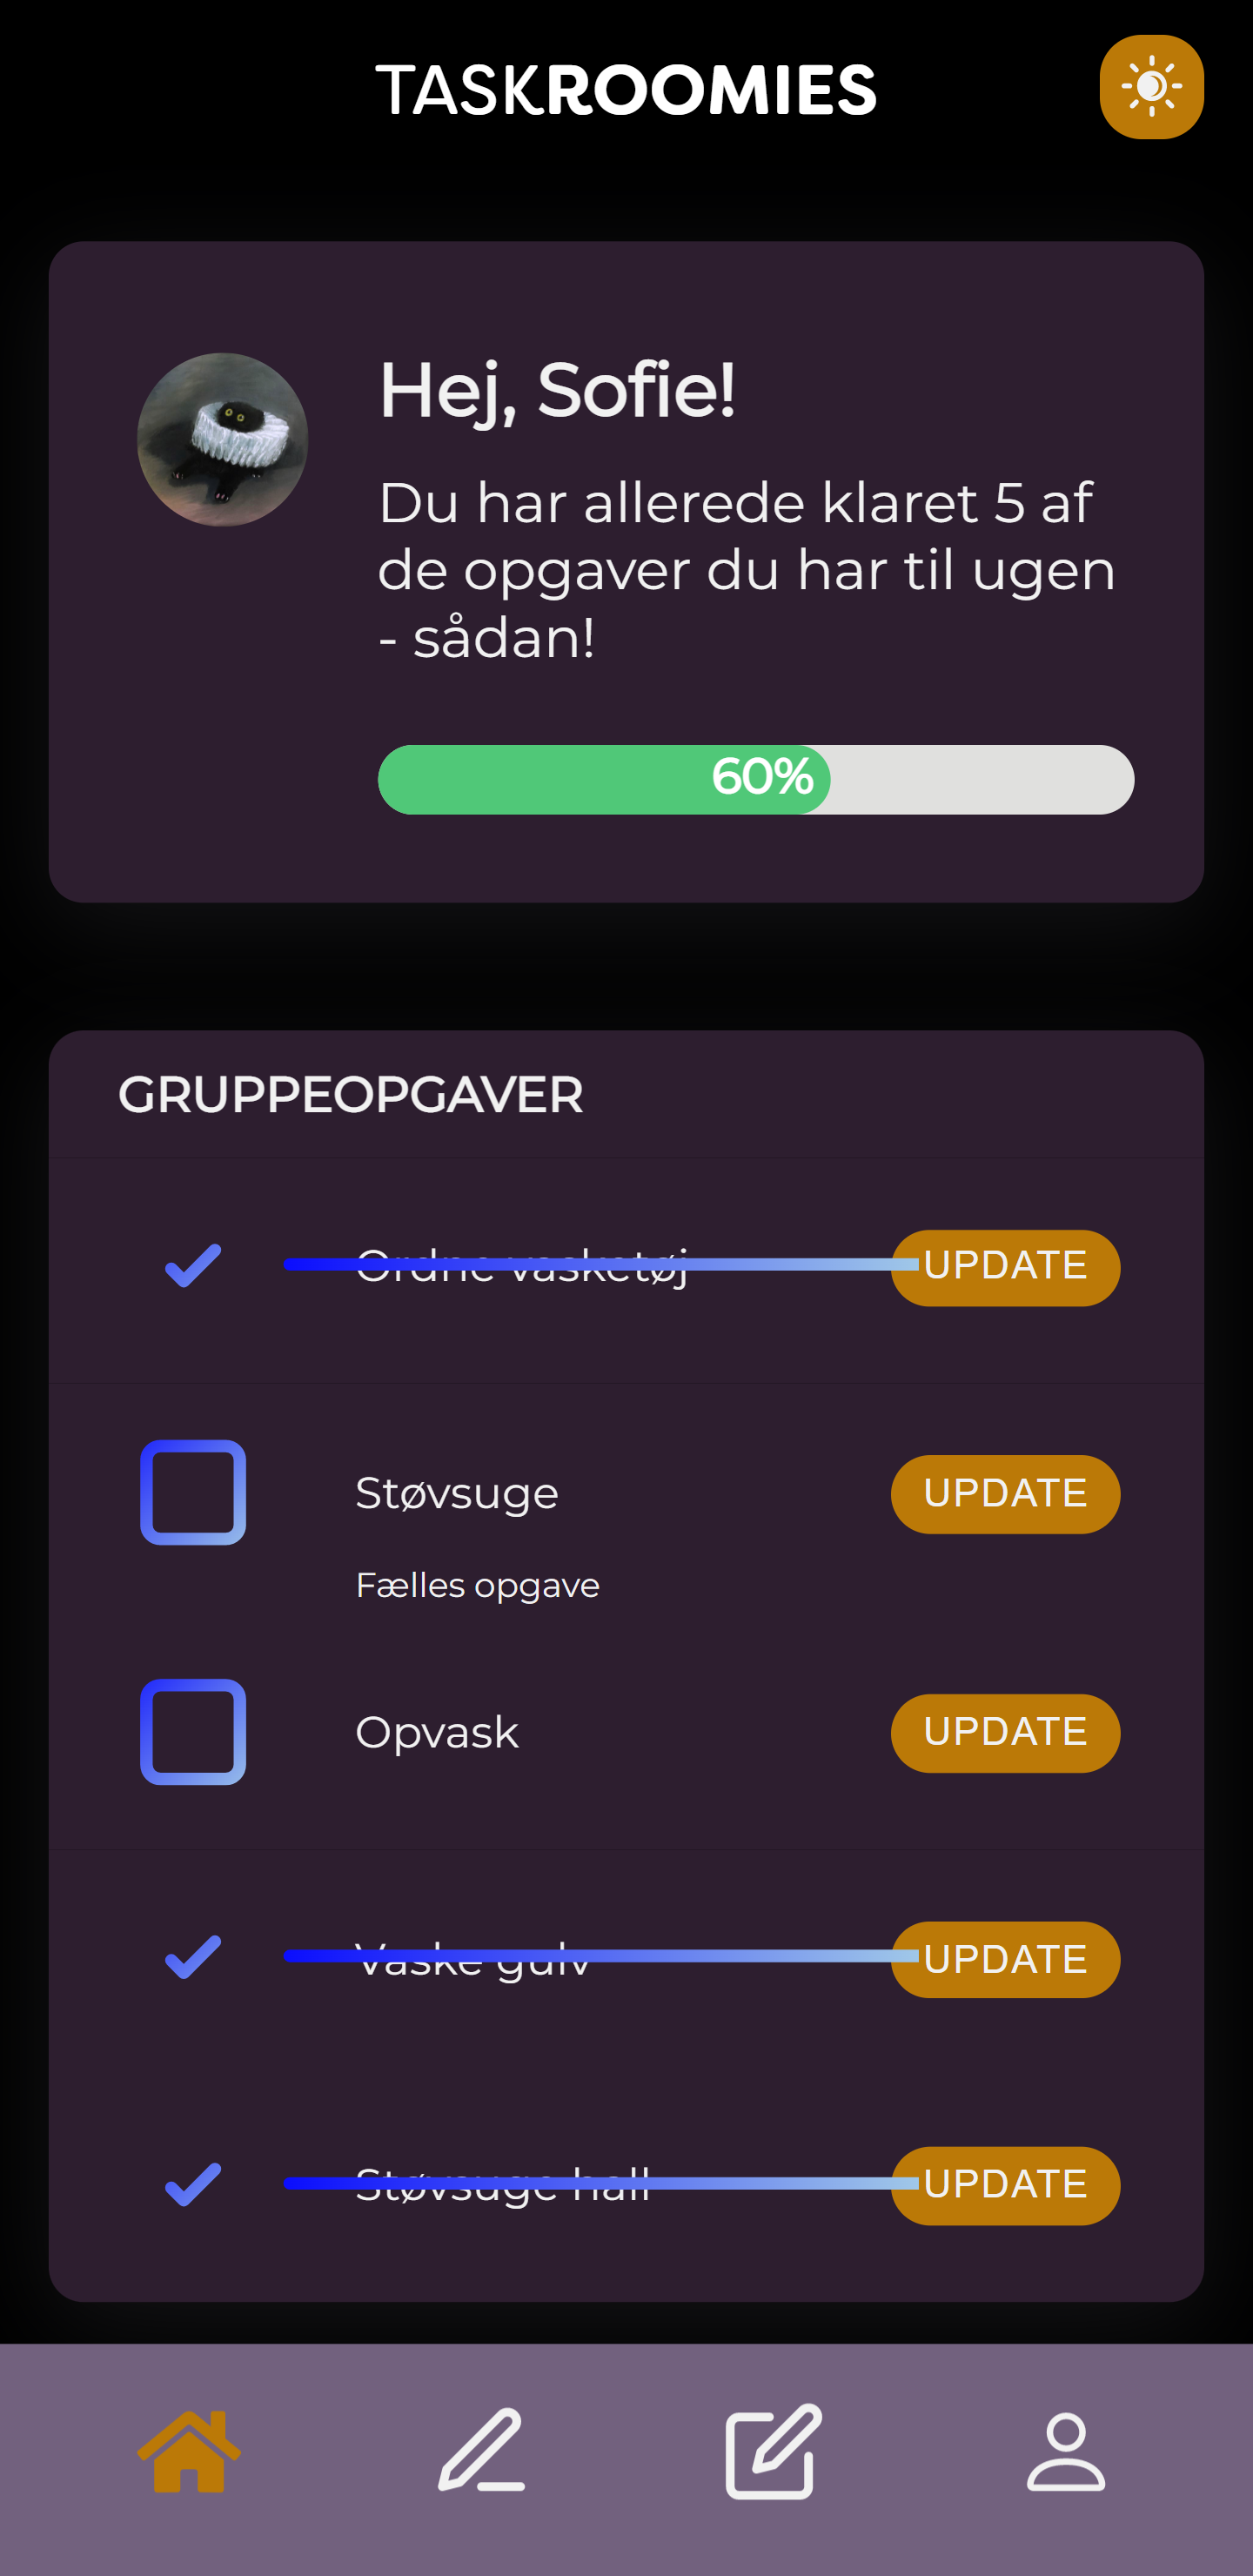 TASKROOMIES
Hej, Sofie!
Du har allerede klaret 5 af
de opgaver du har til ugen
- sådan!
60%
GRUPPEOPGAVER
Ordne vasketøj UPDATE
Støvsuge UPDATE
Fælles opgave
Opvask UPDATE
Vaske gulv UPDATE
Støvsuge hall UPDATE